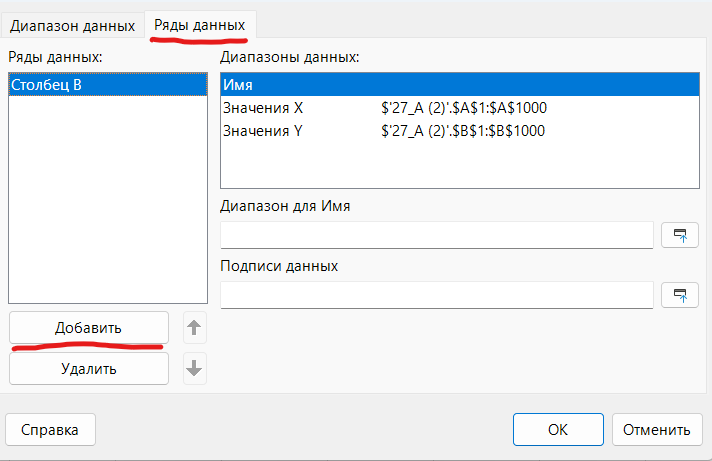 Диапазон данных Ряды данных
Ряды данных:
Столбец B
Добавить
Удалить
Диапазоны данных:
Имя
Значения X $'27_A (2)'.$A$1:$A$1000
Значения Y $'27_A (2)'.$B$1:$B$1000
Диапазон для Имя
Подписи данных
Справка OK Отменить